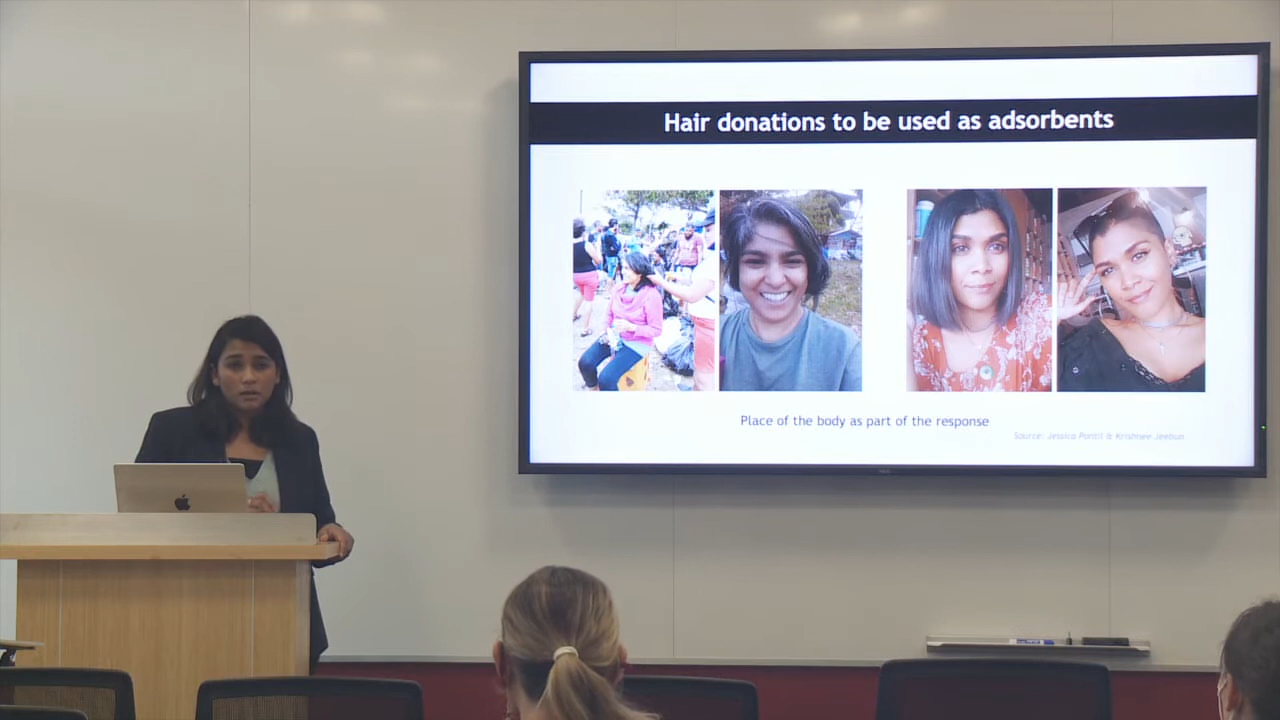 Hair donations to be used as adsorbents
Place of the body as part of the response
Source: Jessica Pontil & Krishnee Jeebun